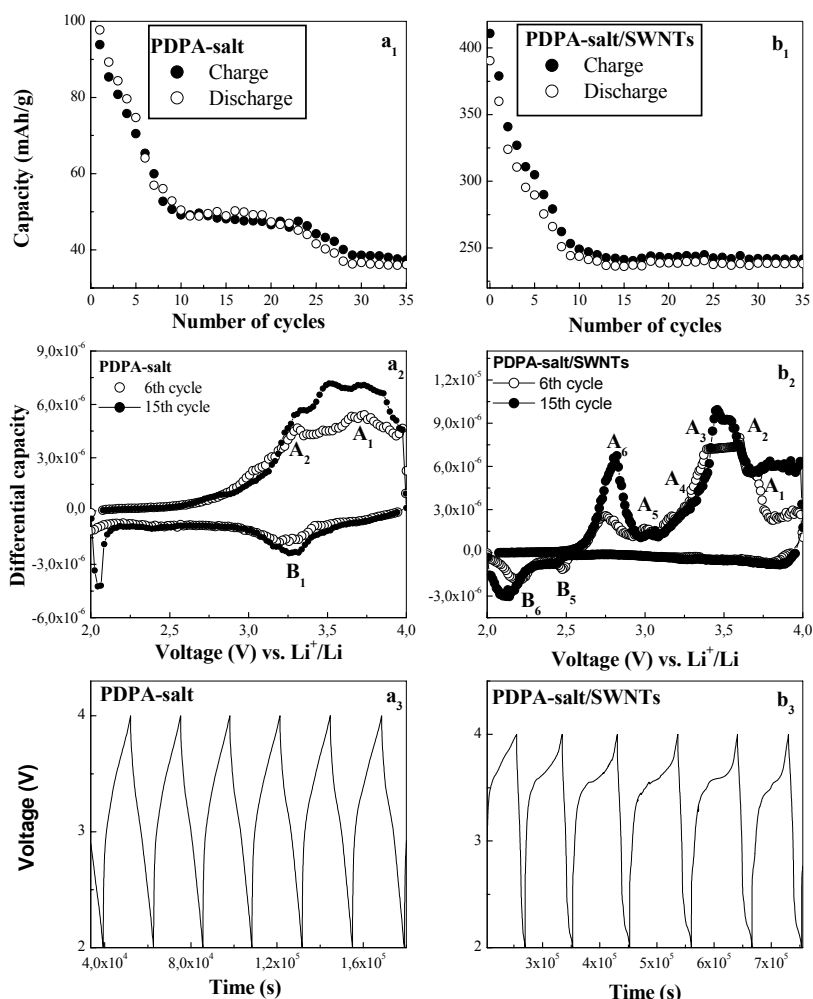 PDPA-salt
Charge
Discharge
a1
Capacity (mAh/g)
100
80
60
40
0 5 10 15 20 25 30 35
Number of cycles
PDPA-salt/SWNTs
Charge
Discharge
b1
400
350
300
250
0 5 10 15 20 25 30 35
Number of cycles
9,0x10⁻⁶
6,0x10⁻⁶
3,0x10⁻⁶
0,0
-3,0x10⁻⁶
-6,0x10⁻⁶
Differential capacity
PDPA-salt
6th cycle
15th cycle
a2
A2
A1
B1
2,0 2,5 3,0 3,5 4,0
Voltage (V) vs. Li⁺/Li
1,2x10⁻⁵
9,0x10⁻⁶
6,0x10⁻⁶
3,0x10⁻⁶
0,0
-3,0x10⁻⁶
PDPA-salt/SWNTs
6th cycle
15th cycle
b2
A6
A5
A4
A3
A2
A1
B6
B5
2,0 2,5 3,0 3,5 4,0
Voltage (V) vs. Li⁺/Li
PDPA-salt
a3
Voltage (V)
4
3
2
4,0x10⁴ 8,0x10⁴ 1,2x10⁵ 1,6x10⁵
Time (s)
PDPA-salt/SWNTs
b3
4
3
2
3x10⁵ 4x10⁵ 5x10⁵ 6x10⁵ 7x10⁵
Time (s)